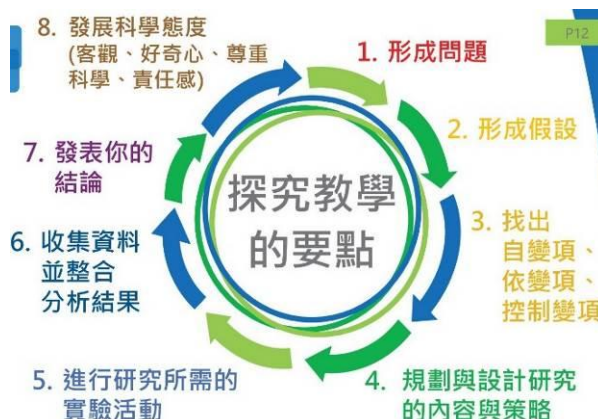 8. 發展科學態度
(客觀、好奇心、尊重
科學、責任感)
P12
1. 形成問題
2. 形成假設
7. 發表你的
結論
探究教學
的要點
3. 找出
自變項、
依變項、
控制變項
6. 收集資料
並整合
分析結果
5. 進行研究所需的
實驗活動
4. 規劃與設計研究
的內容與策略